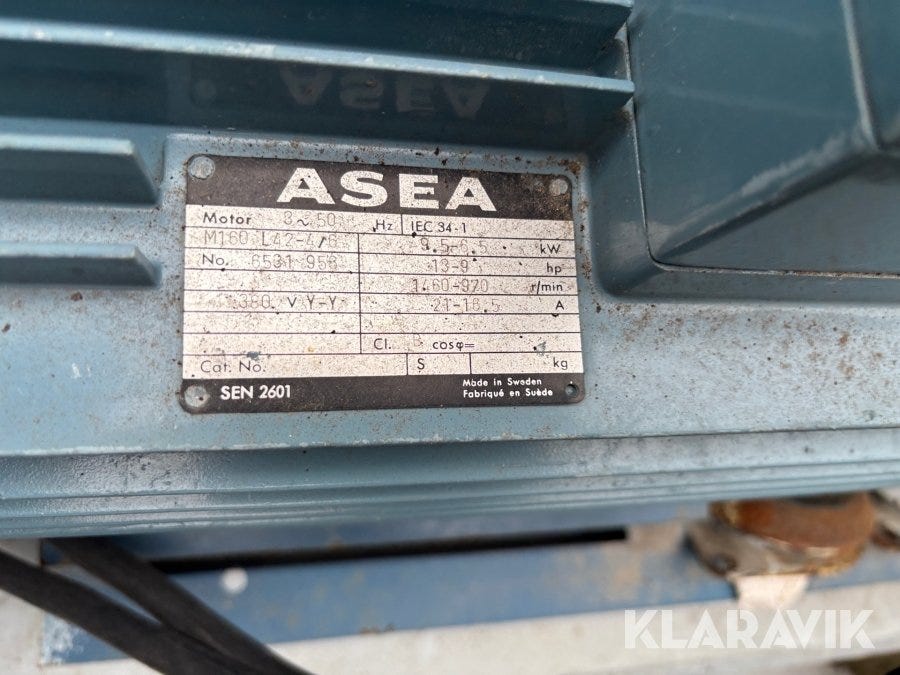 ASEA
Motor 3~50 Hz IEC 34-1
M160 L42-4/6 9.5-6.5 kW
No. 6531 956 13-9 hp
1460-970 r/min
380 V Y-Y 21-16.5 A
Cl. B cosφ=
Cat. No. S kg
SEN 2601 Made in Sweden
Fabriqué en Suède
KLARAVIK